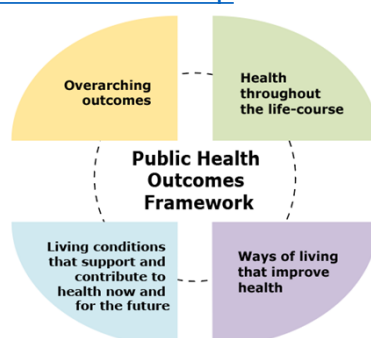 Overarching
outcomes
Health
throughout
the life-course
Public Health
Outcomes
Framework
Living conditions
that support and
contribute to
health now and
for the future
Ways of living
that improve
health